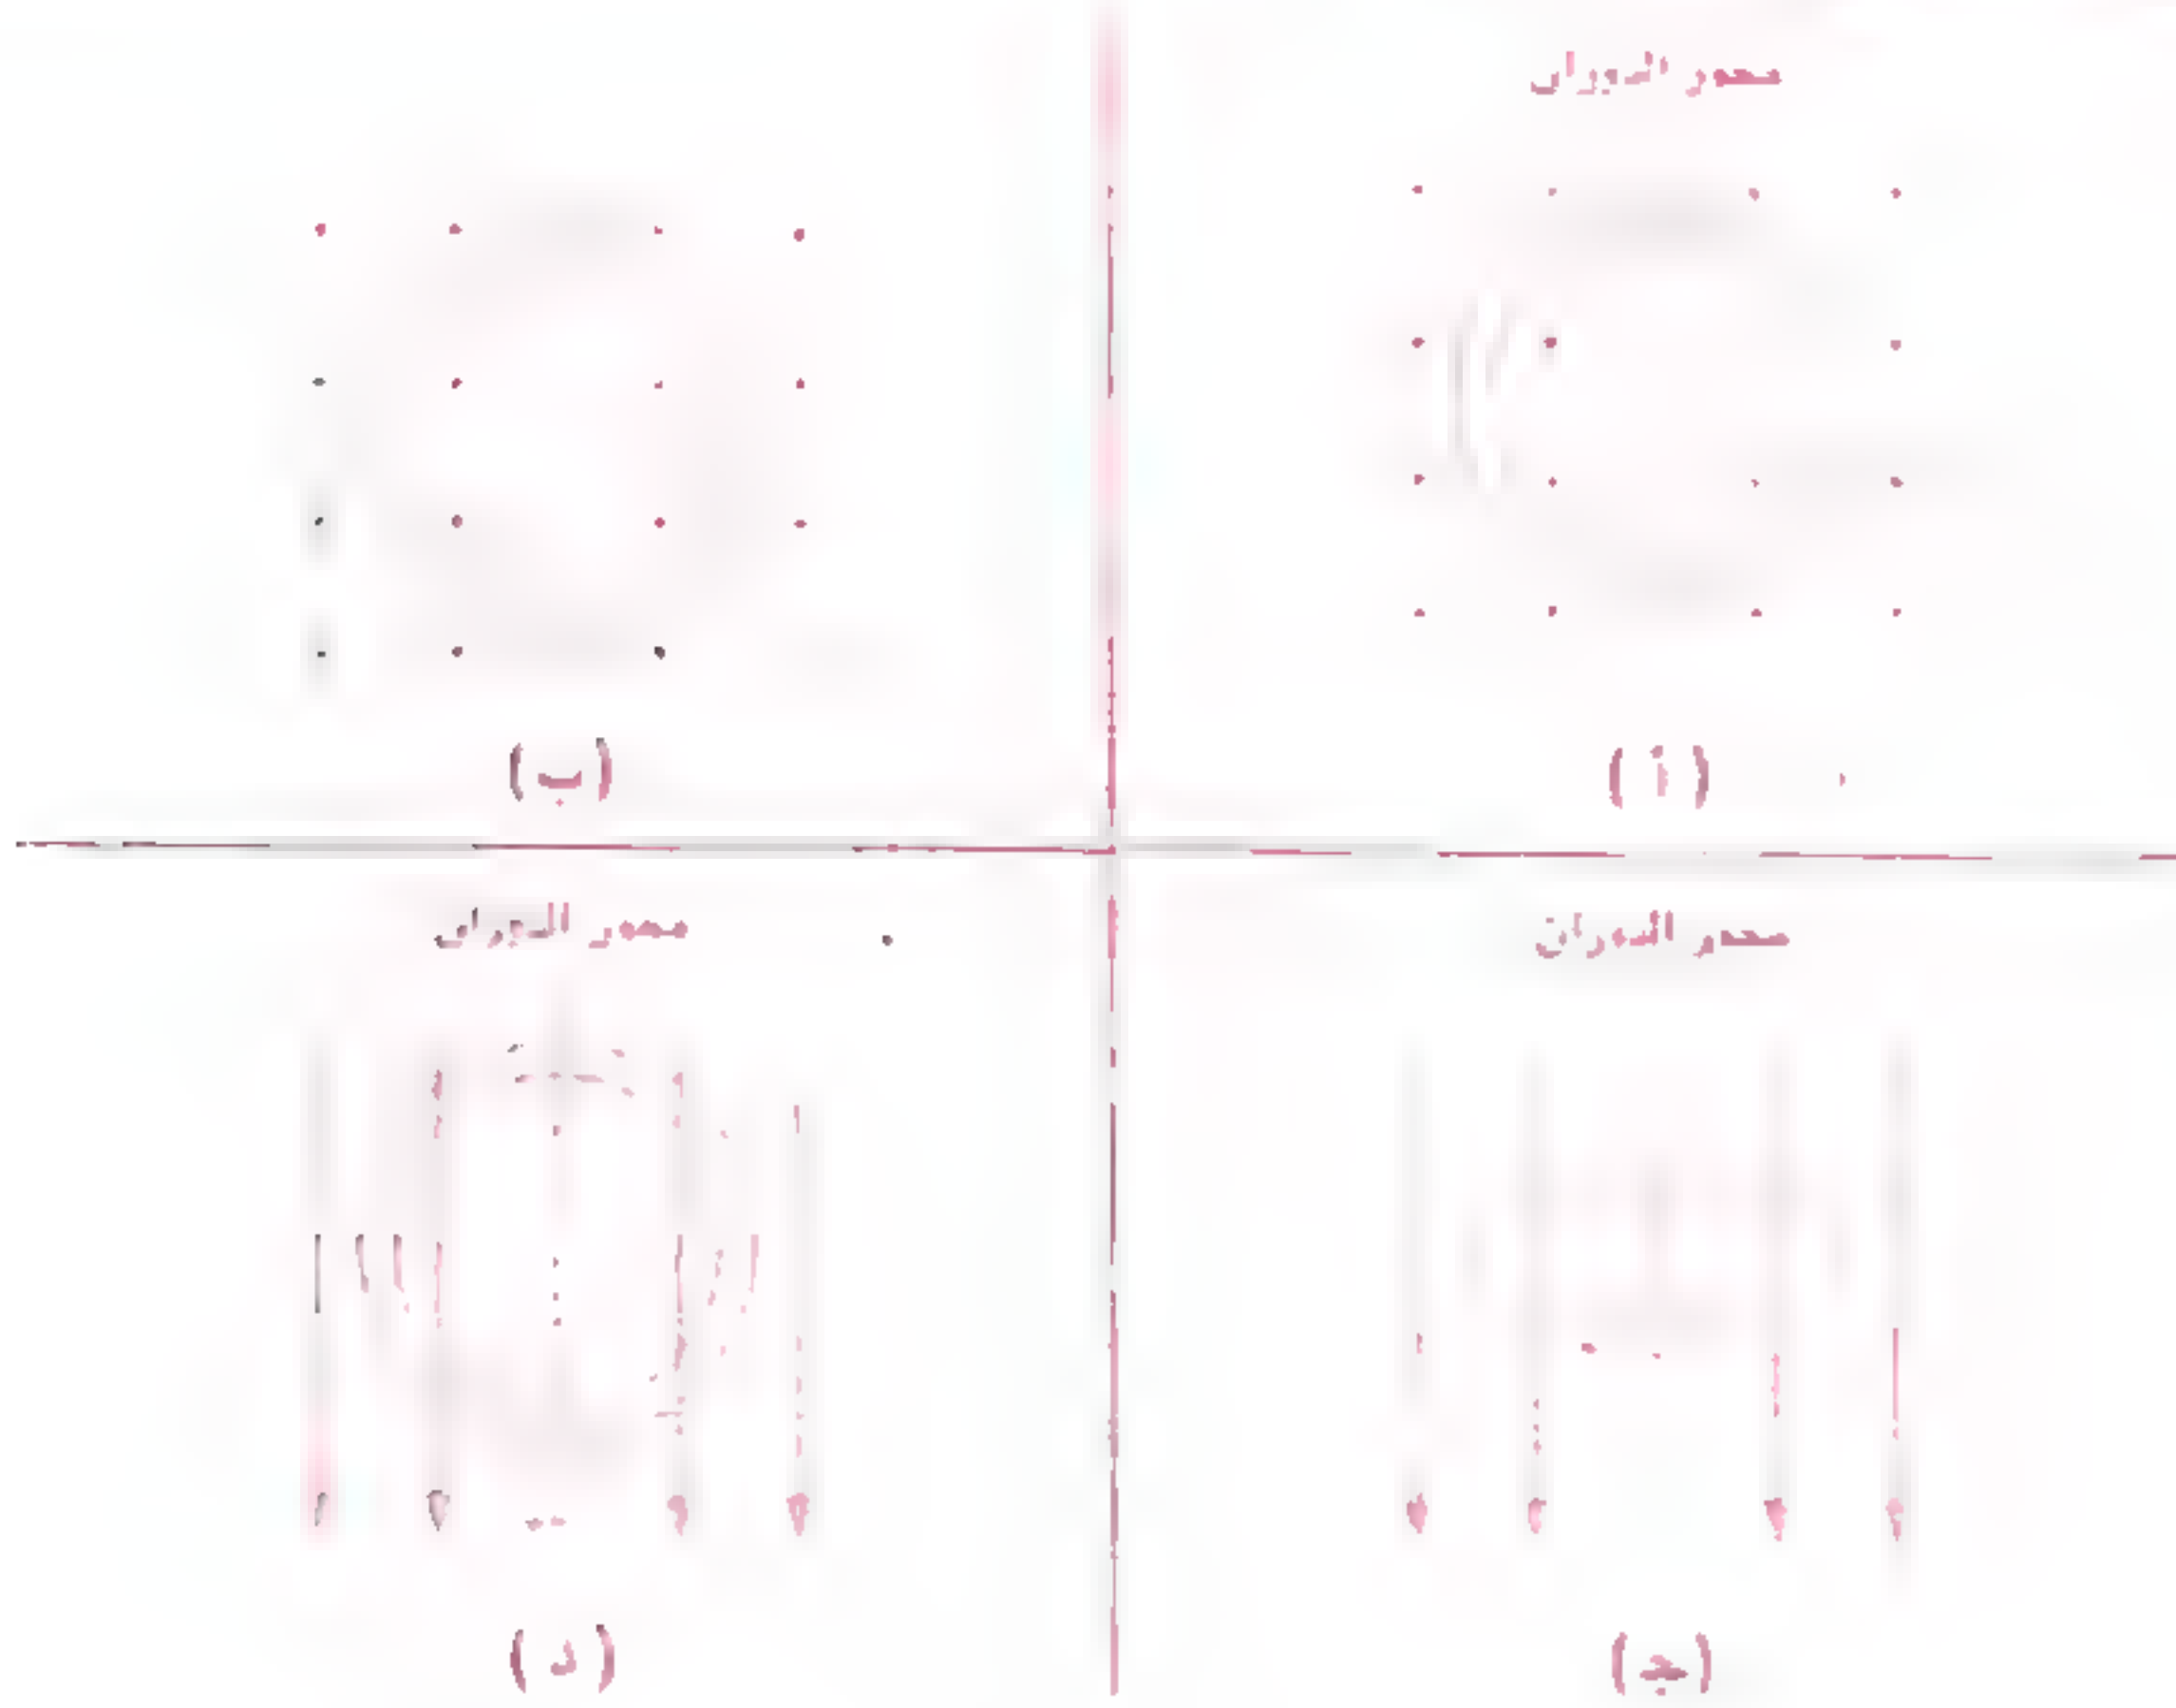 محور الدوران
(أ)
(ب)
محور الدوران
محور الدوران
(جـ)
(د)